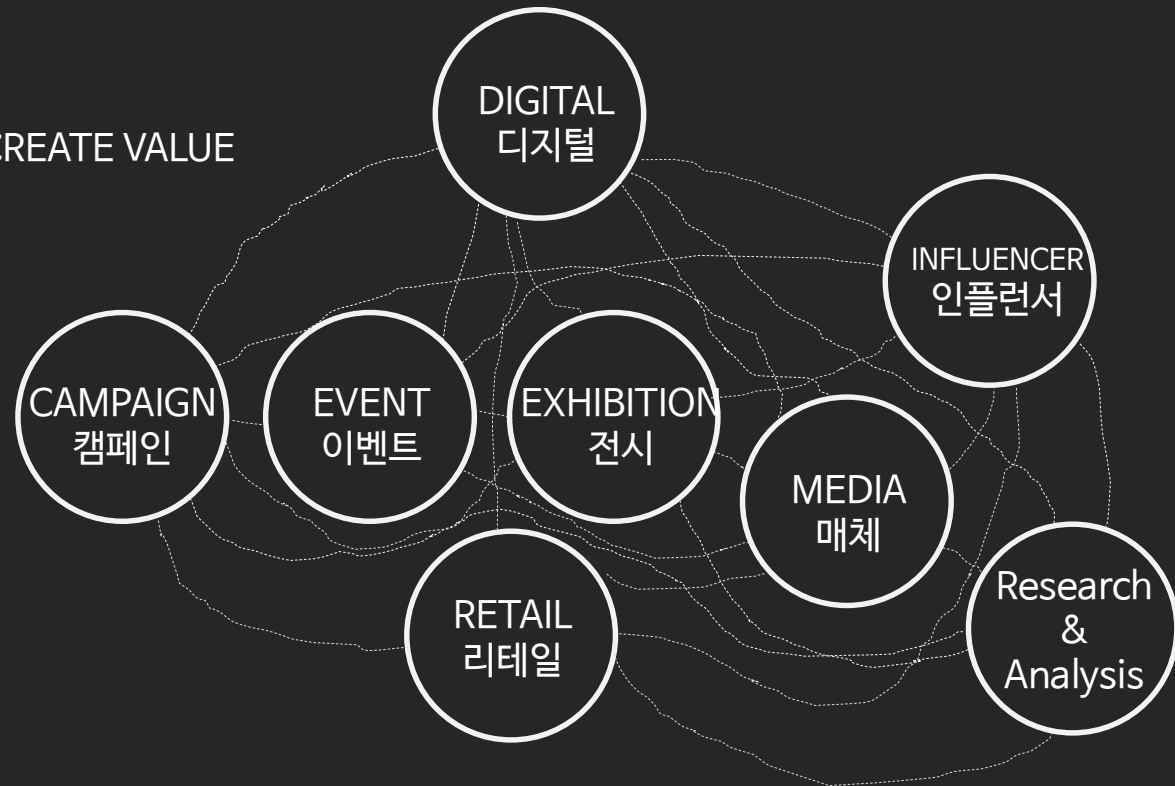 CREATE VALUE
DIGITAL
디지털
INFLUENCER
인플런서
CAMPAIGN
캠페인
EVENT
이벤트
EXHIBITION
전시
MEDIA
매체
RETAIL
리테일
Research
&
Analysis